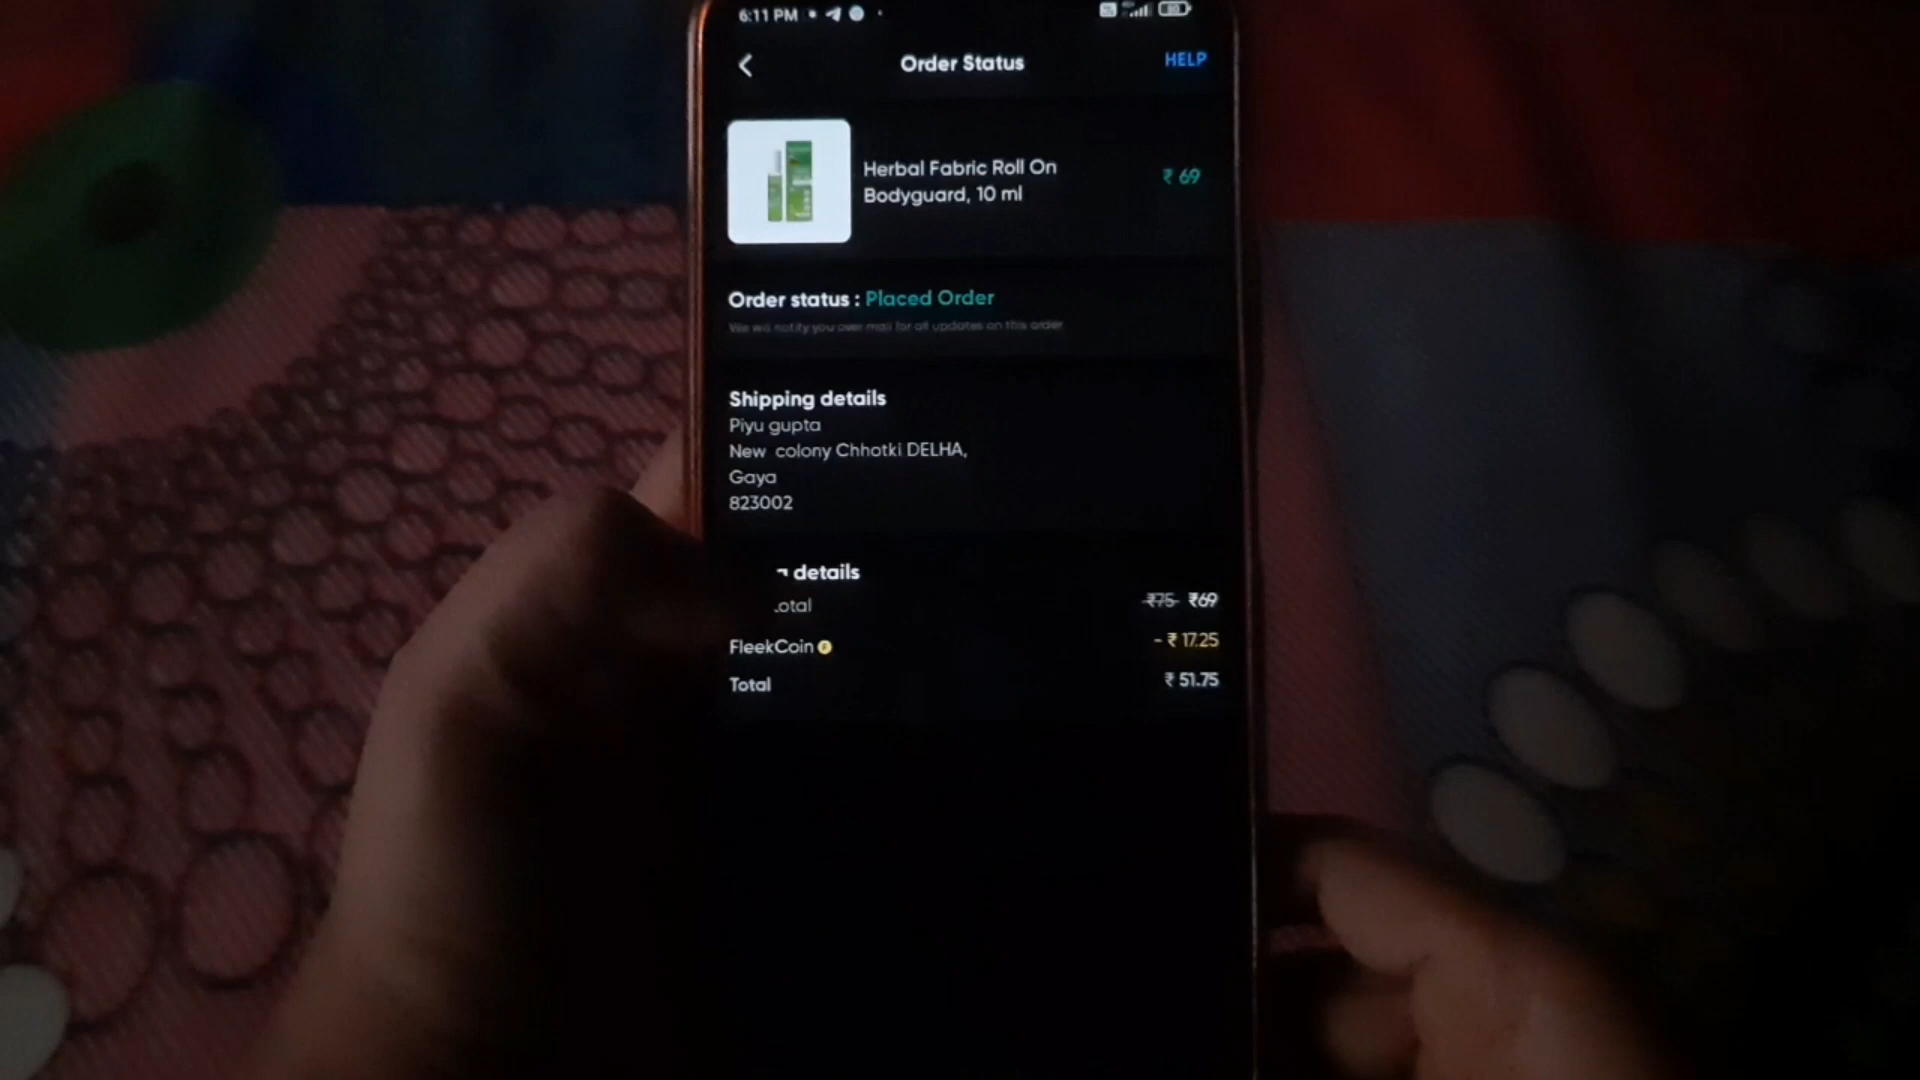 6:11 PM
Order Status
HELP
Herbal Fabric Roll On
Bodyguard, 10 ml
₹ 69
Order status : Placed Order
We will notify you over mail for all updates on this order
Shipping details
Piyu gupta
New colony Chhotki DELHA,
Gaya
823002
details
otal
₹75 ₹69
FleekCoin
- ₹ 17.25
Total
₹ 51.75